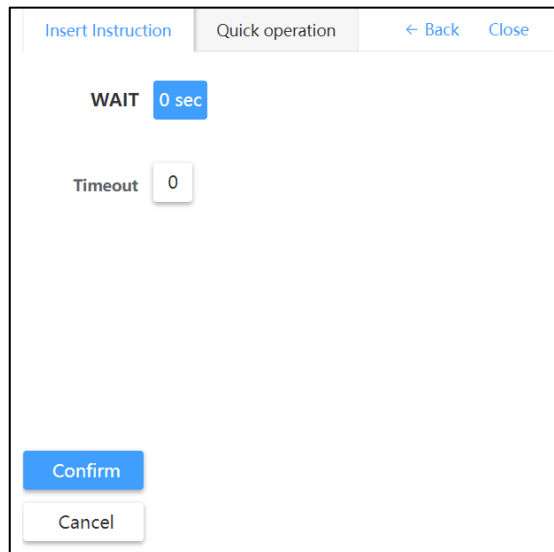 Insert Instruction Quick operation ← Back Close
WAIT 0 sec
Timeout 0
Confirm
Cancel